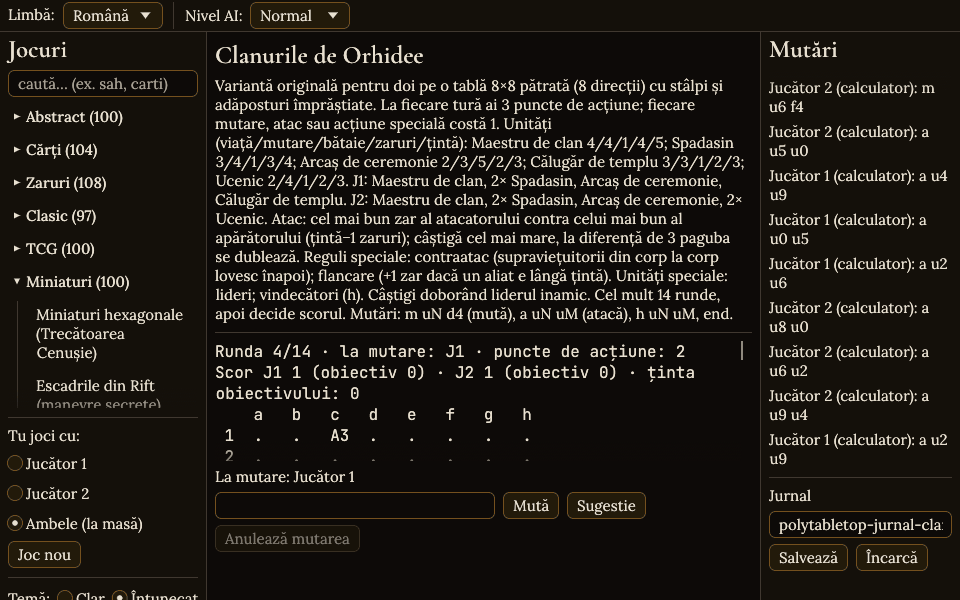 Limbă: Română Nivel AI: Normal
Jocuri
caută... (ex. sah, carti)
Abstract (100)
Cărți (104)
Zaruri (108)
Clasic (97)
TCG (100)
Miniaturi (100)
Miniaturi hexagonale
(Trecătoarea
Cenușie)
Escadrile din Rift
(manevre secrete)
Tu joci cu:
Jucător 1
Jucător 2
Ambele (la masă)
Joc nou
Temă: Clar Întunecat
Clanurile de Orhidee
Variantă originală pentru doi pe o tablă 8×8 pătrată (8 direcții) cu stâlpi și
adăposturi împrăștiate. La fiecare tură ai 3 puncte de acțiune; fiecare
mutare, atac sau acțiune specială costă 1. Unități
(viață/mutare/bătaie/zaruri/țintă): Maestru de clan 4/4/1/4/5; Spadasin
3/4/1/3/4; Arcaș de ceremonie 2/3/5/2/3; Călugăr de templu 3/3/1/2/3;
Ucenic 2/4/1/2/3. J1: Maestru de clan, 2× Spadasin, Arcaș de ceremonie,
Călugăr de templu. J2: Maestru de clan, 2× Spadasin, Arcaș de ceremonie, 2×
Ucenic. Atac: cel mai bun zar al atacatorului contra celui mai bun al
apărătorului (țintă−1 zaruri); câștigă cel mai mare, la diferență de 3 paguba
se dublează. Reguli speciale: contraatac (supraviețuitorii din corp la corp
lovesc înapoi); flancare (+1 zar dacă un aliat e lângă țintă). Unități speciale:
lideri; vindecători (h). Câștigi doborând liderul inamic. Cel mult 14 runde,
apoi decide scorul. Mutări: m uN d4 (mută), a uN uM (atacă), h uN uM, end.
Runda 4/14 · la mutare: J1 · puncte de acțiune: 2
Scor J1 1 (obiectiv 0) · J2 1 (obiectiv 0) · ținta
obiectivului: 0
a b c d e f g h
1 . . A3 . . . . .
2 . . . . . . . .
La mutare: Jucător 1
Mută Sugestie
Anulează mutarea
Mutări
Jucător 2 (calculator): m
u6 f4
Jucător 2 (calculator): a
u5 u0
Jucător 1 (calculator): a u4
u9
Jucător 1 (calculator): a
u0 u5
Jucător 1 (calculator): a u2
u6
Jucător 2 (calculator): a
u8 u0
Jucător 2 (calculator): a
u6 u2
Jucător 2 (calculator): a
u9 u4
Jucător 1 (calculator): a u2
u9
Jurnal
polytabletop-jurnal-cla
Salvează Încarcă